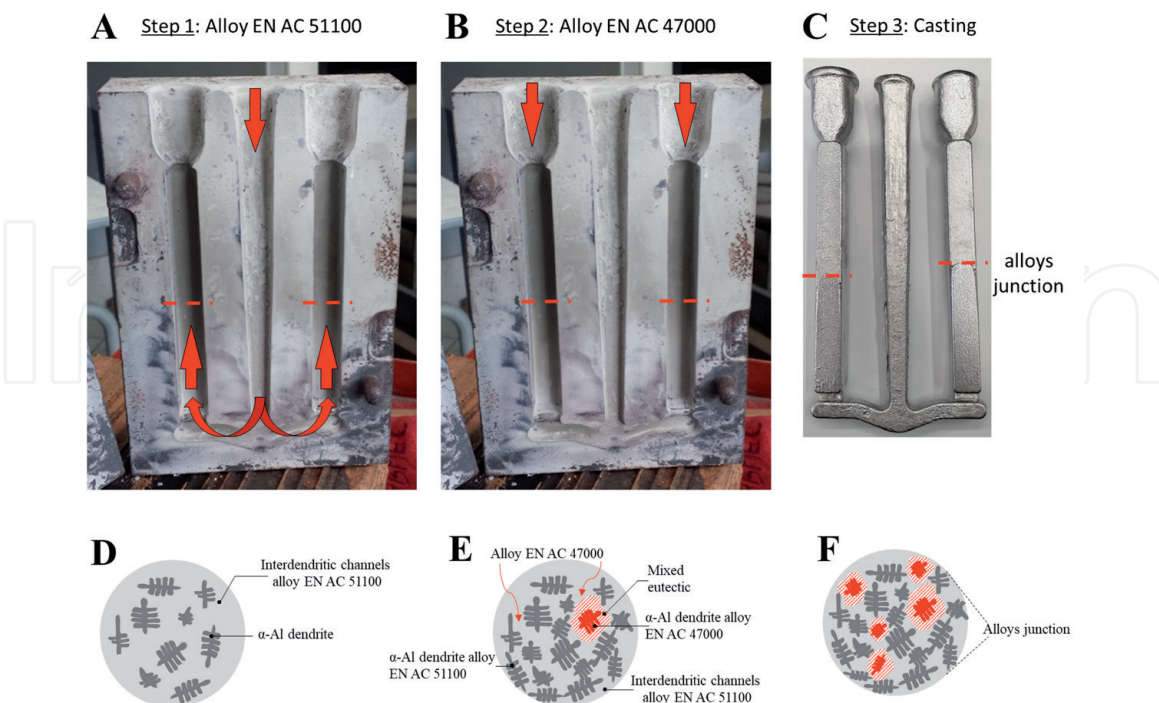 A Step 1: Alloy EN AC 51100
B Step 2: Alloy EN AC 47000
C Step 3: Casting
alloys
junction
D
Interdendritic channels
alloy EN AC 51100
α-Al dendrite
E
Alloy EN AC 47000
Mixed
eutectic
α-Al dendrite alloy
EN AC 47000
α-Al dendrite alloy
EN AC 51100
Interdendritic channels
alloy EN AC 51100
F
Alloys junction